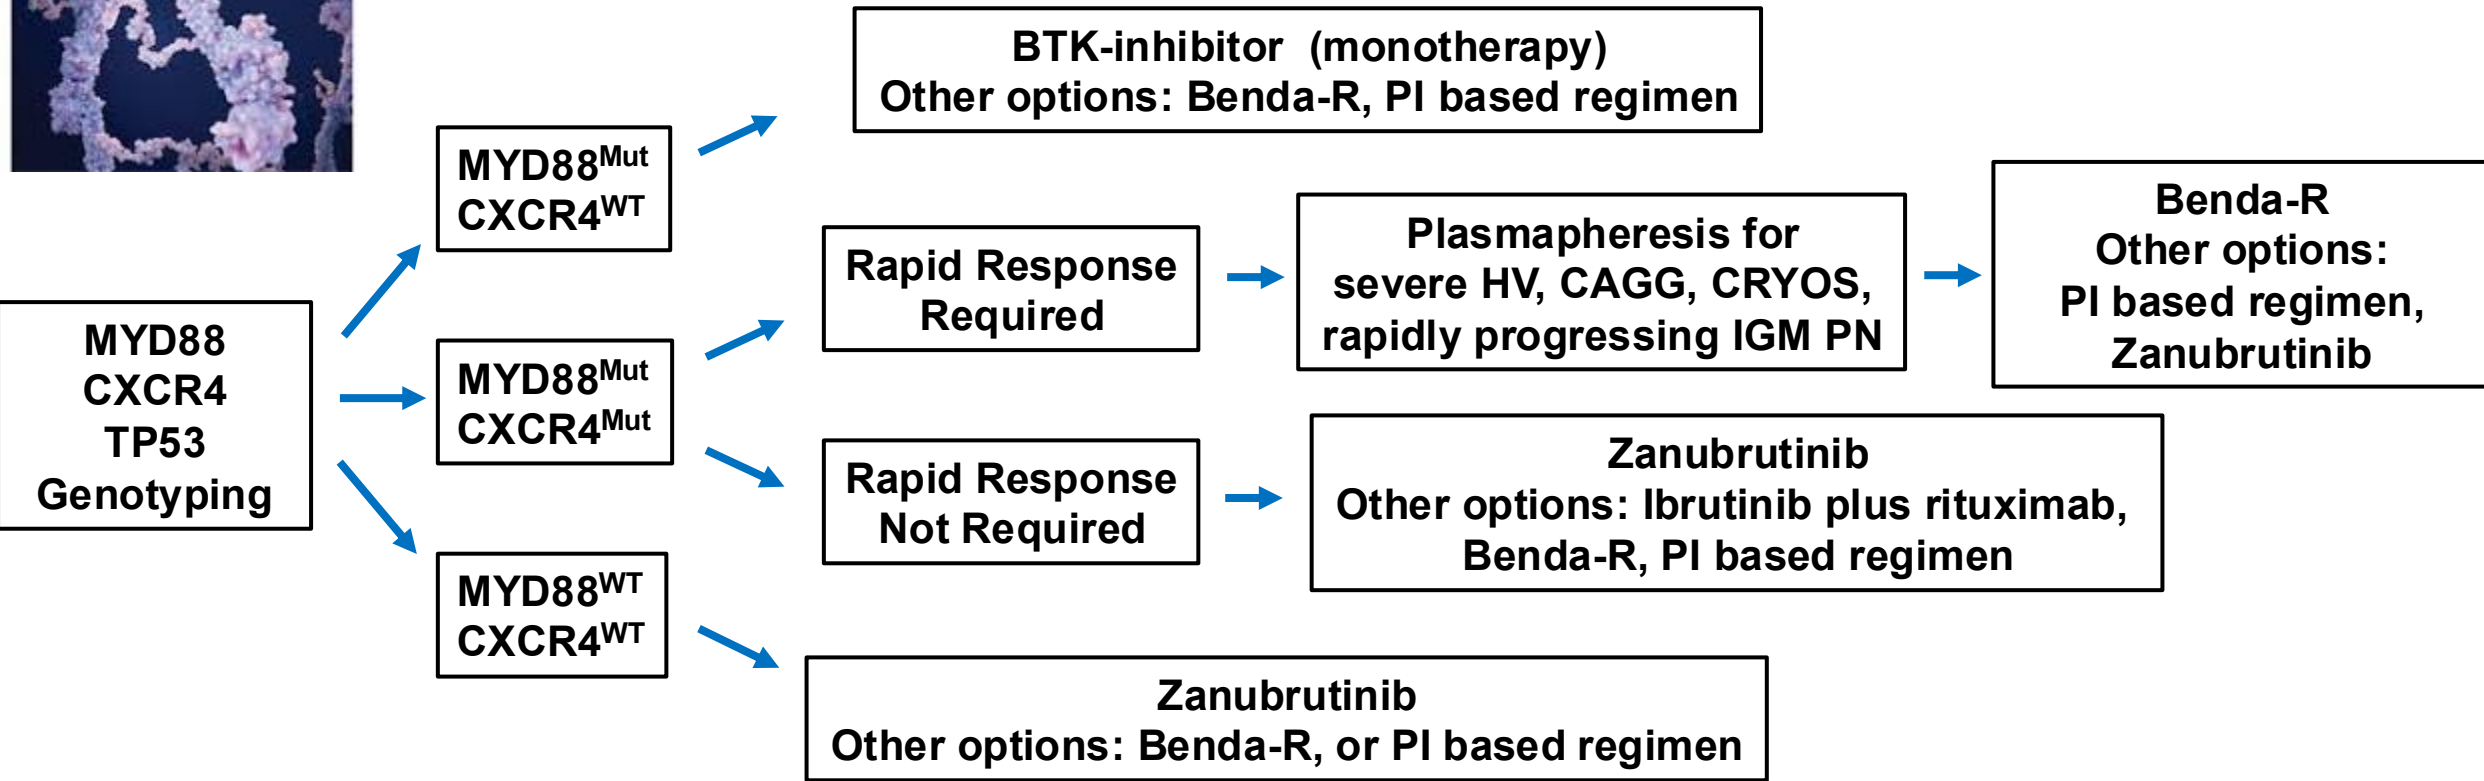 BTK-inhibitor (monotherapy)
Other options: Benda-R, PI based regimen
MYD88Mut
CXCR4WT
Rapid Response
Required
Plasmapheresis for
severe HV, CAGG, CRYOS,
rapidly progressing IGM PN
Benda-R
Other options:
PI based regimen,
Zanubrutinib
MYD88
CXCR4
TP53
Genotyping
MYD88Mut
CXCR4Mut
Rapid Response
Not Required
Zanubrutinib
Other options: Ibrutinib plus rituximab,
Benda-R, PI based regimen
MYD88WT
CXCR4WT
Zanubrutinib
Other options: Benda-R, or PI based regimen